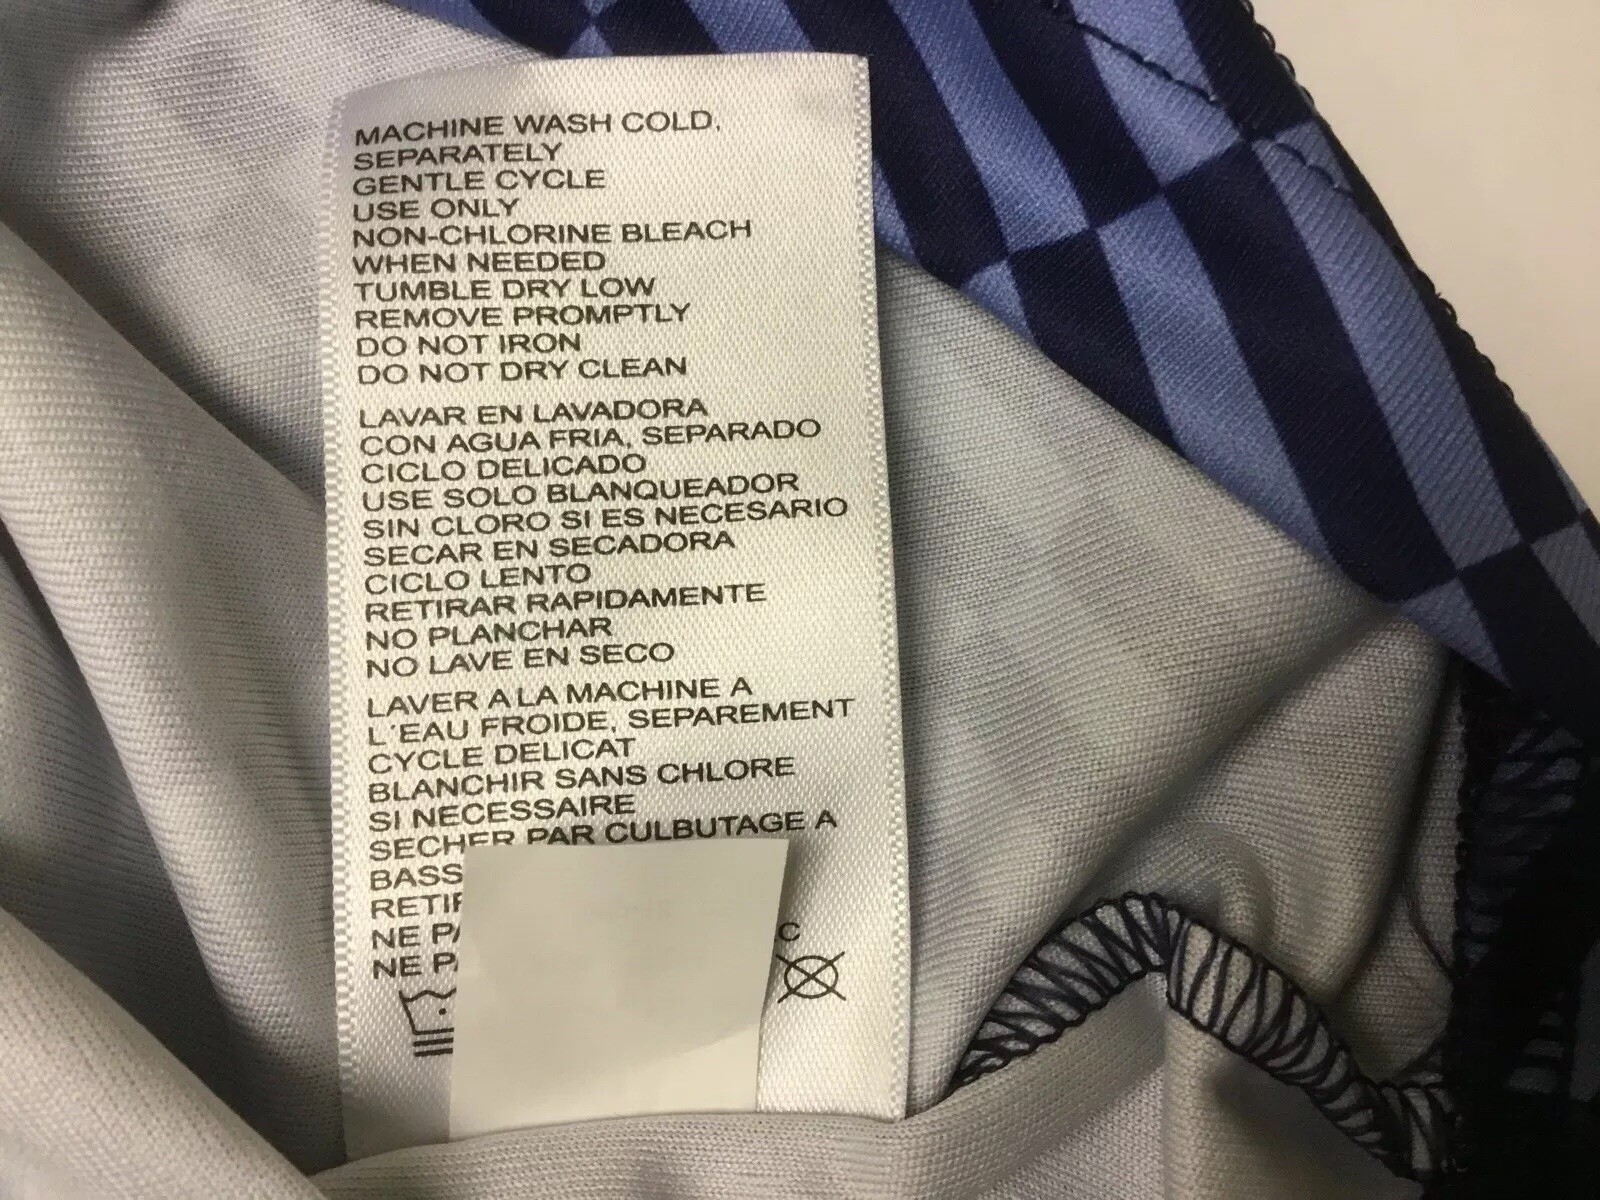 MACHINE WASH COLD,
SEPARATELY
GENTLE CYCLE
USE ONLY
NON-CHLORINE BLEACH
WHEN NEEDED
TUMBLE DRY LOW
REMOVE PROMPTLY
DO NOT IRON
DO NOT DRY CLEAN
LAVAR EN LAVADORA
CON AGUA FRIA, SEPARADO
CICLO DELICADO
USE SOLO BLANQUEADOR
SIN CLORO SI ES NECESARIO
SECAR EN SECADORA
CICLO LENTO
RETIRAR RAPIDAMENTE
NO PLANCHAR
NO LAVE EN SECO
LAVER A LA MACHINE A
L'EAU FROIDE, SEPAREMENT
CYCLE DELICAT
BLANCHIR SANS CHLORE
SI NECESSAIRE
SECHER PAR CULBUTAGE A
NE
NE